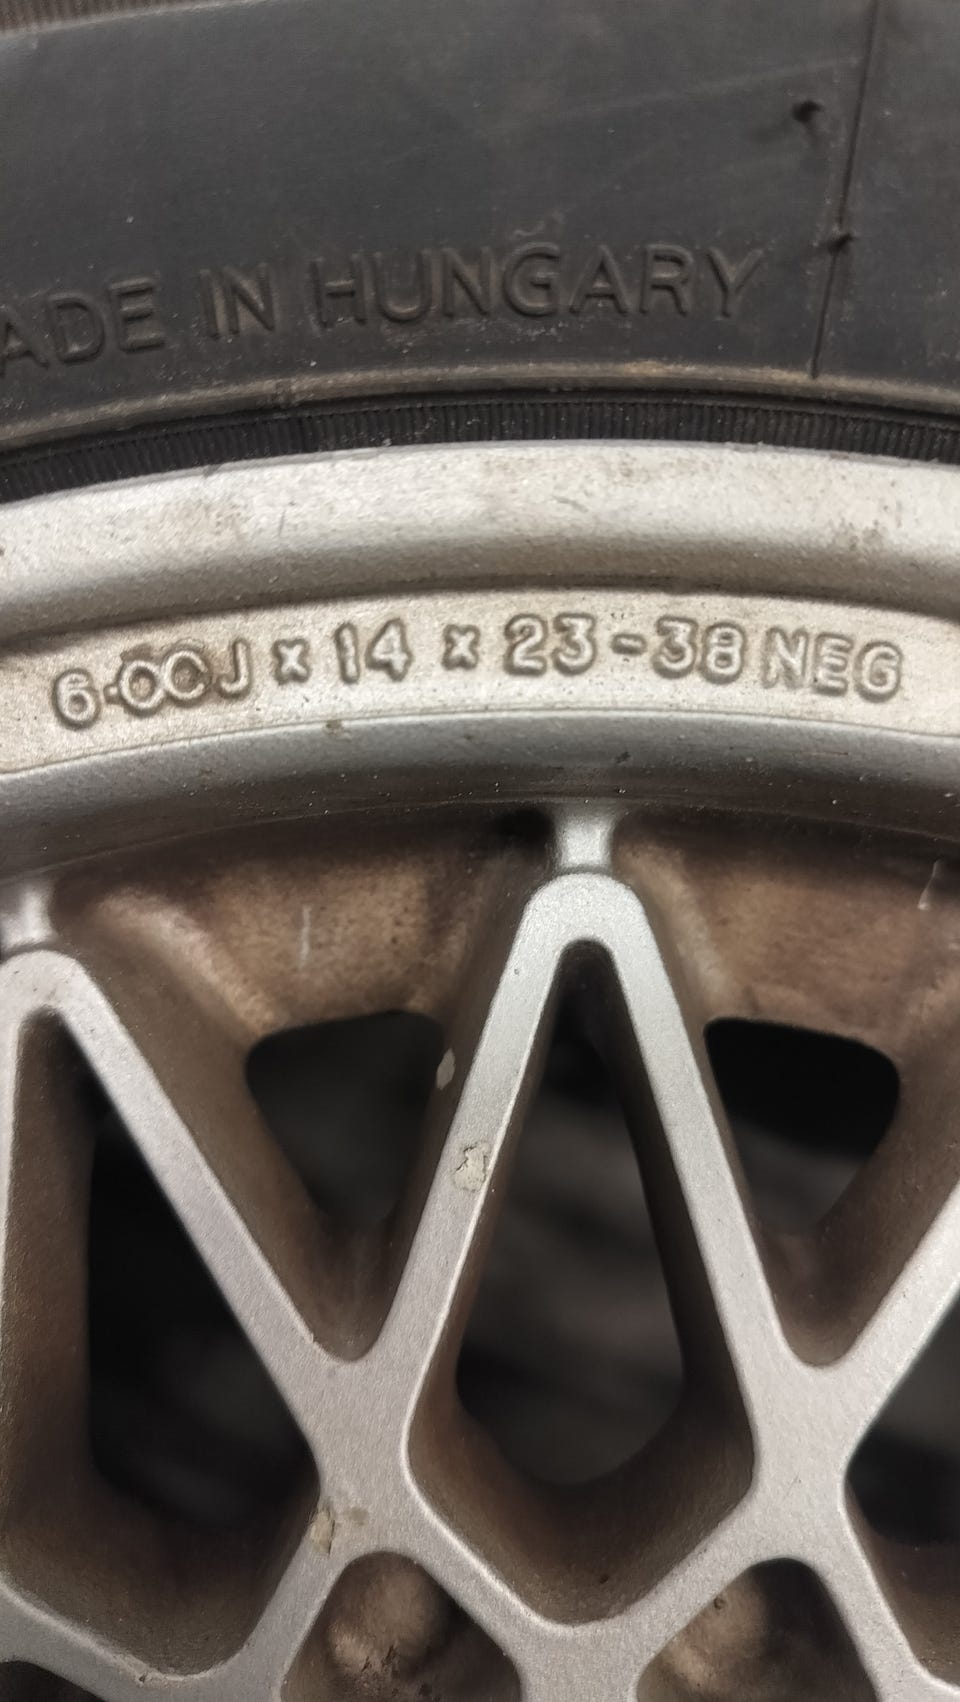 ADE IN HUNGARY
6·00J x 14 x 23-38 NEG